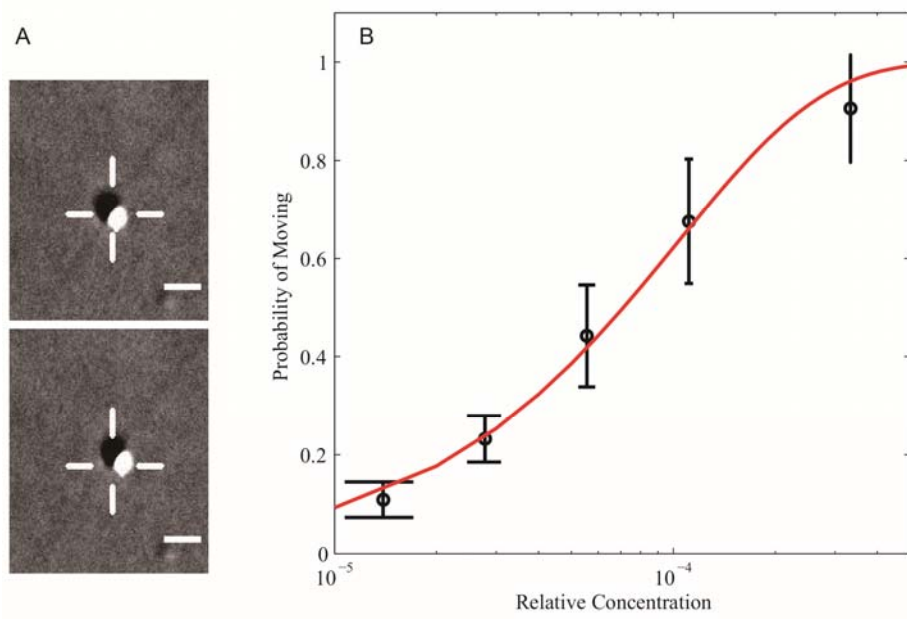 A
B
1
0.8
0.6
0.4
0.2
0
Probability of Moving
10⁻⁵
10⁻⁴
Relative Concentration